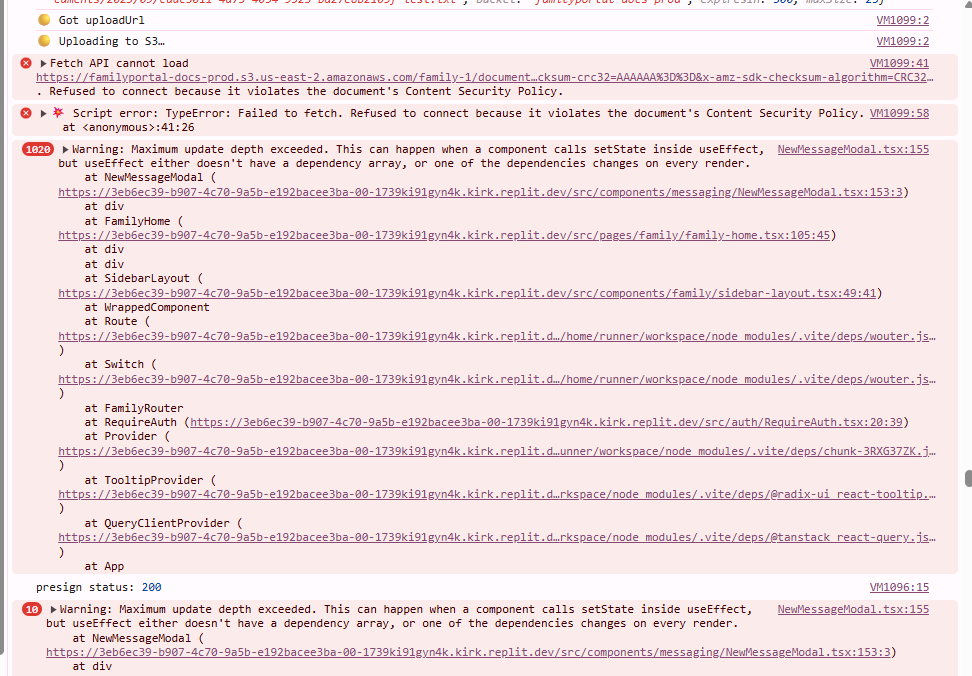 Got uploadUrl VM1099:2
Uploading to S3… VM1099:2
Fetch API cannot load VM1099:41
https://familyportal-docs-prod.s3.us-east-2.amazonaws.com/family-1/document…cksum-crc32=AAAAAA%3D%3D&x-amz-sdk-checksum-algorithm=CRC32…
. Refused to connect because it violates the document's Content Security Policy.
Script error: TypeError: Failed to fetch. Refused to connect because it violates the document's Content Security Policy. VM1099:58
at <anonymous>:41:26
1020 Warning: Maximum update depth exceeded. This can happen when a component calls setState inside useEffect, NewMessageModal.tsx:155
but useEffect either doesn't have a dependency array, or one of the dependencies changes on every render.
at NewMessageModal (
https://3eb6ec39-b907-4c70-9a5b-e192bacee3ba-00-1739ki91gyn4k.kirk.replit.dev/src/components/messaging/NewMessageModal.tsx:153:3)
at div
at FamilyHome (
https://3eb6ec39-b907-4c70-9a5b-e192bacee3ba-00-1739ki91gyn4k.kirk.replit.dev/src/pages/family/family-home.tsx:105:45)
at div
at div
at SidebarLayout (
https://3eb6ec39-b907-4c70-9a5b-e192bacee3ba-00-1739ki91gyn4k.kirk.replit.dev/src/components/family/sidebar-layout.tsx:49:41)
at WrappedComponent
at Route (
https://3eb6ec39-b907-4c70-9a5b-e192bacee3ba-00-1739ki91gyn4k.kirk.replit.d…/home/runner/workspace/node_modules/.vite/deps/wouter.js…
)
at Switch (
https://3eb6ec39-b907-4c70-9a5b-e192bacee3ba-00-1739ki91gyn4k.kirk.replit.d…/home/runner/workspace/node_modules/.vite/deps/wouter.js…
)
at FamilyRouter
at RequireAuth (https://3eb6ec39-b907-4c70-9a5b-e192bacee3ba-00-1739ki91gyn4k.kirk.replit.dev/src/auth/RequireAuth.tsx:20:39)
at Provider (
https://3eb6ec39-b907-4c70-9a5b-e192bacee3ba-00-1739ki91gyn4k.kirk.replit.d…unner/workspace/node_modules/.vite/deps/chunk-3RXG37ZK.j…
)
at TooltipProvider (
https://3eb6ec39-b907-4c70-9a5b-e192bacee3ba-00-1739ki91gyn4k.kirk.replit.d…rkspace/node_modules/.vite/deps/@radix-ui_react-tooltip.…
)
at QueryClientProvider (
https://3eb6ec39-b907-4c70-9a5b-e192bacee3ba-00-1739ki91gyn4k.kirk.replit.d…rkspace/node_modules/.vite/deps/@tanstack_react-query.js…
)
at App
presign status: 200 VM1096:15
10 Warning: Maximum update depth exceeded. This can happen when a component calls setState inside useEffect, NewMessageModal.tsx:155
but useEffect either doesn't have a dependency array, or one of the dependencies changes on every render.
at NewMessageModal (
https://3eb6ec39-b907-4c70-9a5b-e192bacee3ba-00-1739ki91gyn4k.kirk.replit.dev/src/components/messaging/NewMessageModal.tsx:153:3)
at div